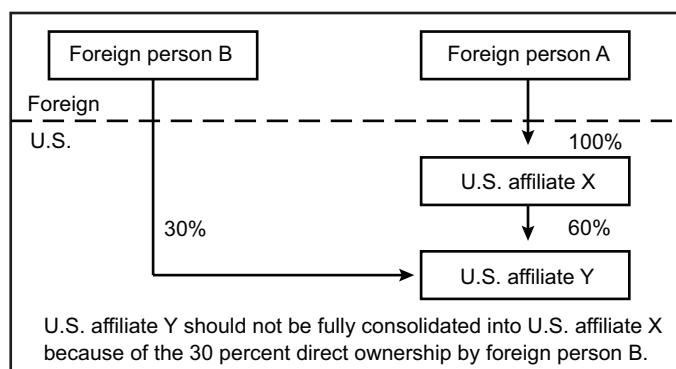 Foreign person B
Foreign person A
Foreign
U.S.
100%
U.S. affiliate X
30%
60%
U.S. affiliate Y
U.S. affiliate Y should not be fully consolidated into U.S. affiliate X
because of the 30 percent direct ownership by foreign person B.